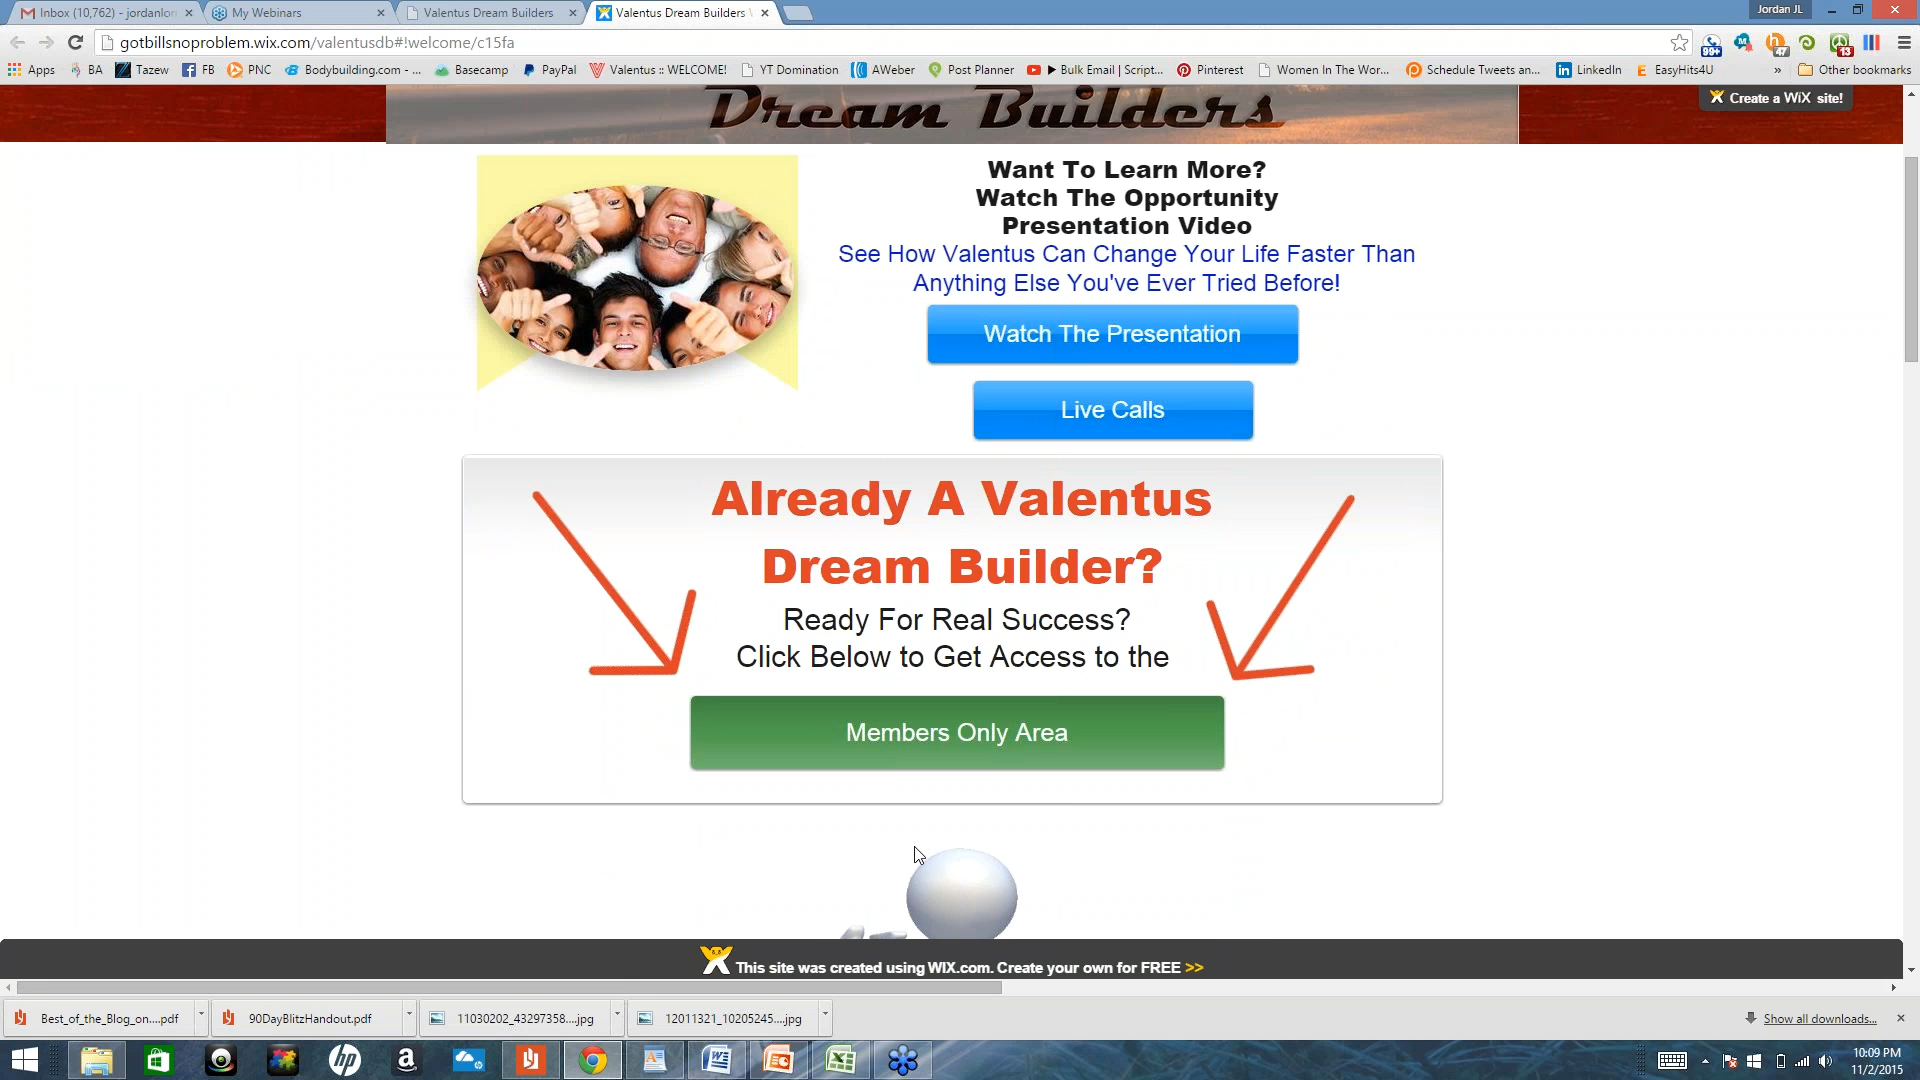 Inbox (10,762) - jordanlor
My Webinars
Valentus Dream Builders
Valentus Dream Builders
Jordan JL
gotbillsnoproblem.wix.com/valentusdb#!welcome/c15fa
99+
47
13
Apps
BA
Tazew
FB
PNC
Bodybuilding.com - ...
Basecamp
PayPal
Valentus :: WELCOME!
YT Domination
AWeber
Post Planner
▶ Bulk Email | Script...
Pinterest
Women In The Wor...
Schedule Tweets an...
LinkedIn
EasyHits4U
»
Other bookmarks
Dream Builders
Create a WiX site!
Want To Learn More?
Watch The Opportunity
Presentation Video
See How Valentus Can Change Your Life Faster Than
Anything Else You've Ever Tried Before!
Watch The Presentation
Live Calls
Already A Valentus
Dream Builder?
Ready For Real Success?
Click Below to Get Access to the
Members Only Area
This site was created using WIX.com. Create your own for FREE >>
Best_of_the_Blog_on....pdf
90DayBlitzHandout.pdf
11030202_43297358....jpg
12011321_10205245....jpg
Show all downloads...
10:09 PM
11/2/2015